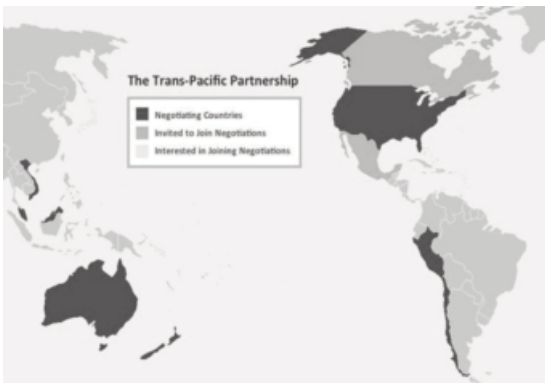 The Trans-Pacific Partnership
Negotiating Countries
Invited to Join Negotiations
Interested in Joining Negotiations